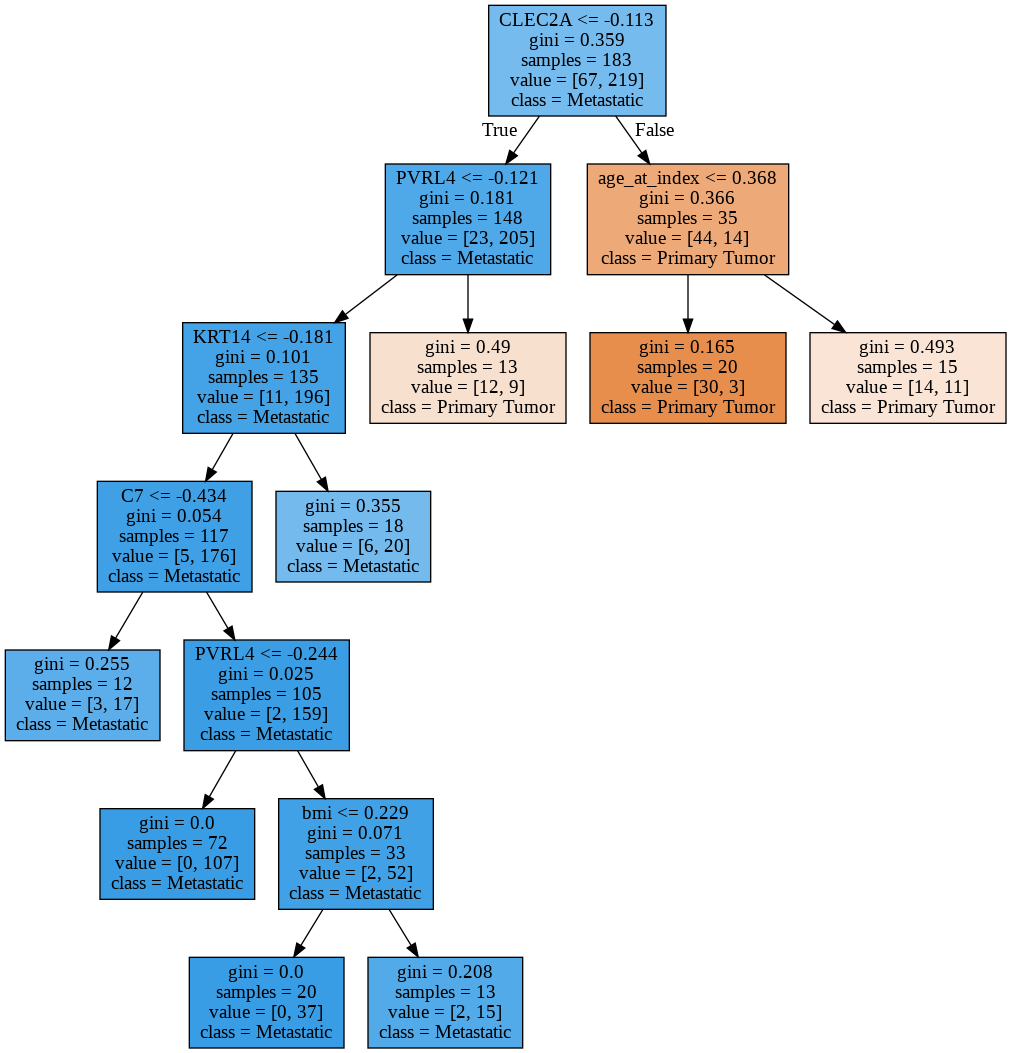 CLEC2A <= -0.113
gini = 0.359
samples = 183
value = [67, 219]
class = Metastatic
True
False
PVRL4 <= -0.121
gini = 0.181
samples = 148
value = [23, 205]
class = Metastatic
age_at_index <= 0.368
gini = 0.366
samples = 35
value = [44, 14]
class = Primary Tumor
KRT14 <= -0.181
gini = 0.101
samples = 135
value = [11, 196]
class = Metastatic
gini = 0.49
samples = 13
value = [12, 9]
class = Primary Tumor
gini = 0.165
samples = 20
value = [30, 3]
class = Primary Tumor
gini = 0.493
samples = 15
value = [14, 11]
class = Primary Tumor
C7 <= -0.434
gini = 0.054
samples = 117
value = [5, 176]
class = Metastatic
gini = 0.355
samples = 18
value = [6, 20]
class = Metastatic
gini = 0.255
samples = 12
value = [3, 17]
class = Metastatic
PVRL4 <= -0.244
gini = 0.025
samples = 105
value = [2, 159]
class = Metastatic
gini = 0.0
samples = 72
value = [0, 107]
class = Metastatic
bmi <= 0.229
gini = 0.071
samples = 33
value = [2, 52]
class = Metastatic
gini = 0.0
samples = 20
value = [0, 37]
class = Metastatic
gini = 0.208
samples = 13
value = [2, 15]
class = Metastatic